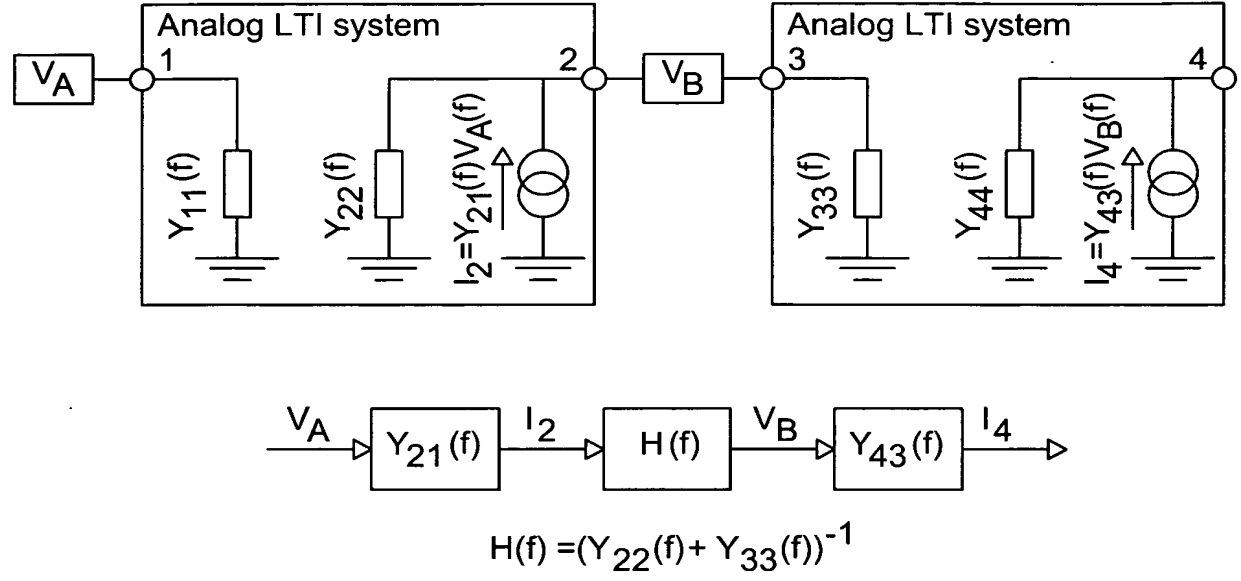 Analog LTI system
Analog LTI system
V_A
1
2
V_B
3
4
Y_11(f)
Y_22(f)
I_2=Y_21(f)V_A(f)
Y_33(f)
Y_44(f)
I_4=Y_43(f)V_B(f)
V_A
Y_21(f)
I_2
H(f)
V_B
Y_43(f)
I_4
H(f) =(Y_22(f)+ Y_33(f))^-1